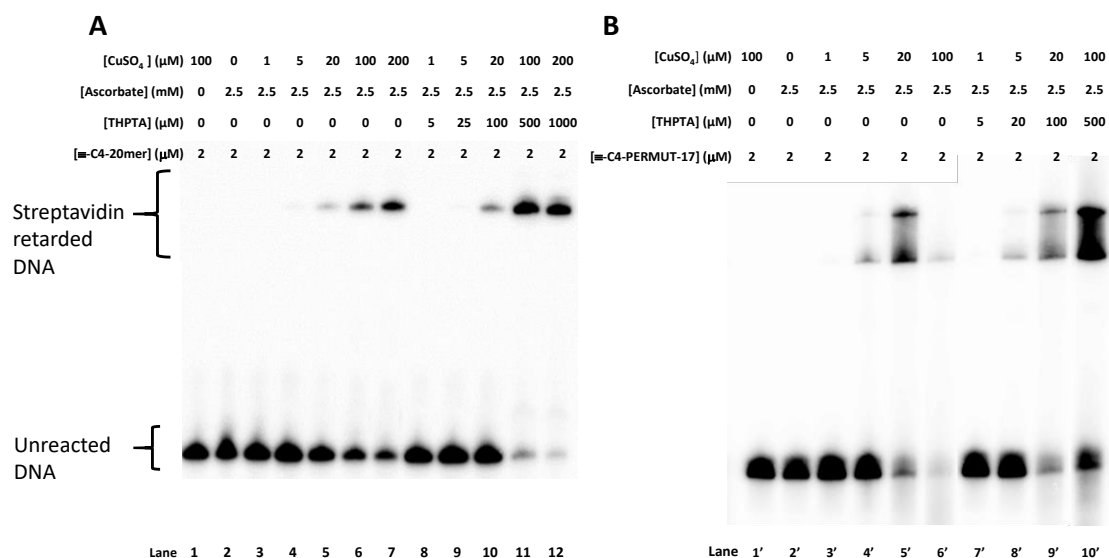 A
[CuSO4 ] (μM) 100 0 1 5 20 100 200 1 5 20 100 200
[Ascorbate] (mM) 0 2.5 2.5 2.5 2.5 2.5 2.5 2.5 2.5 2.5 2.5 2.5
[THPTA] (μM) 0 0 0 0 0 0 0 5 25 100 500 1000
[≡-C4-20mer] (μM) 2 2 2 2 2 2 2 2 2 2 2 2
Streptavidin
retarded
DNA
Unreacted
DNA
Lane 1 2 3 4 5 6 7 8 9 10 11 12
B
[CuSO4] (μM) 100 0 1 5 20 100 1 5 20 100
[Ascorbate] (mM) 0 2.5 2.5 2.5 2.5 2.5 2.5 2.5 2.5 2.5
[THPTA] (μM) 0 0 0 0 0 0 5 20 100 500
[≡-C4-PERMUT-17] (μM) 2 2 2 2 2 2 2 2 2 2
Lane 1’ 2’ 3’ 4’ 5’ 6’ 7’ 8’ 9’ 10’